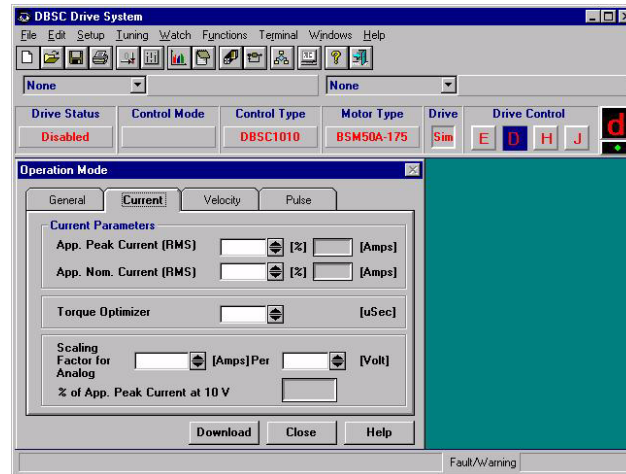 DBSC Drive System
File Edit Setup Tuning Watch Functions Terminal Windows Help
None None
Drive Status Control Mode Control Type Motor Type Drive Drive Control
Disabled DBSC1010 BSM50A-175 Sim E D H J d
Operation Mode
General Current Velocity Pulse
Current Parameters
App. Peak Current (RMS) [%] [Amps]
App. Nom. Current (RMS) [%] [Amps]
Torque Optimizer [uSec]
Scaling
Factor for [Amps] Per [Volt]
Analog
% of App. Peak Current at 10 V
Download Close Help
Fault/Warning